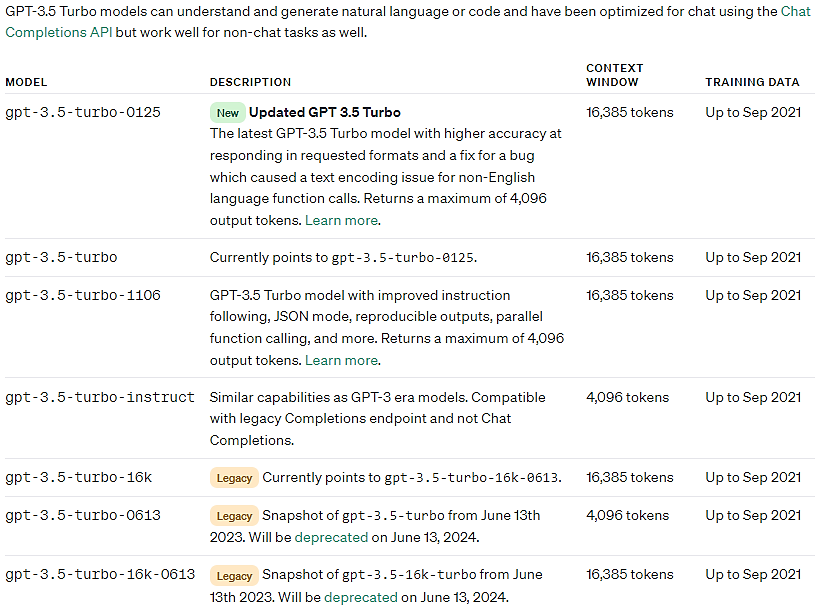 GPT-3.5 Turbo models can understand and generate natural language or code and have been optimized for chat using the Chat
Completions API but work well for non-chat tasks as well.
MODEL DESCRIPTION CONTEXT WINDOW TRAINING DATA
gpt-3.5-turbo-0125 New Updated GPT 3.5 Turbo 16,385 tokens Up to Sep 2021
The latest GPT-3.5 Turbo model with higher accuracy at
responding in requested formats and a fix for a bug
which caused a text encoding issue for non-English
language function calls. Returns a maximum of 4,096
output tokens. Learn more.
gpt-3.5-turbo Currently points to gpt-3.5-turbo-0125. 16,385 tokens Up to Sep 2021
gpt-3.5-turbo-1106 GPT-3.5 Turbo model with improved instruction 16,385 tokens Up to Sep 2021
following, JSON mode, reproducible outputs, parallel
function calling, and more. Returns a maximum of 4,096
output tokens. Learn more.
gpt-3.5-turbo-instruct Similar capabilities as GPT-3 era models. Compatible 4,096 tokens Up to Sep 2021
with legacy Completions endpoint and not Chat
Completions.
gpt-3.5-turbo-16k Legacy Currently points to gpt-3.5-turbo-16k-0613. 16,385 tokens Up to Sep 2021
gpt-3.5-turbo-0613 Legacy Snapshot of gpt-3.5-turbo from June 13th 4,096 tokens Up to Sep 2021
2023. Will be deprecated on June 13, 2024.
gpt-3.5-turbo-16k-0613 Legacy Snapshot of gpt-3.5-16k-turbo from June 16,385 tokens Up to Sep 2021
13th 2023. Will be deprecated on June 13, 2024.